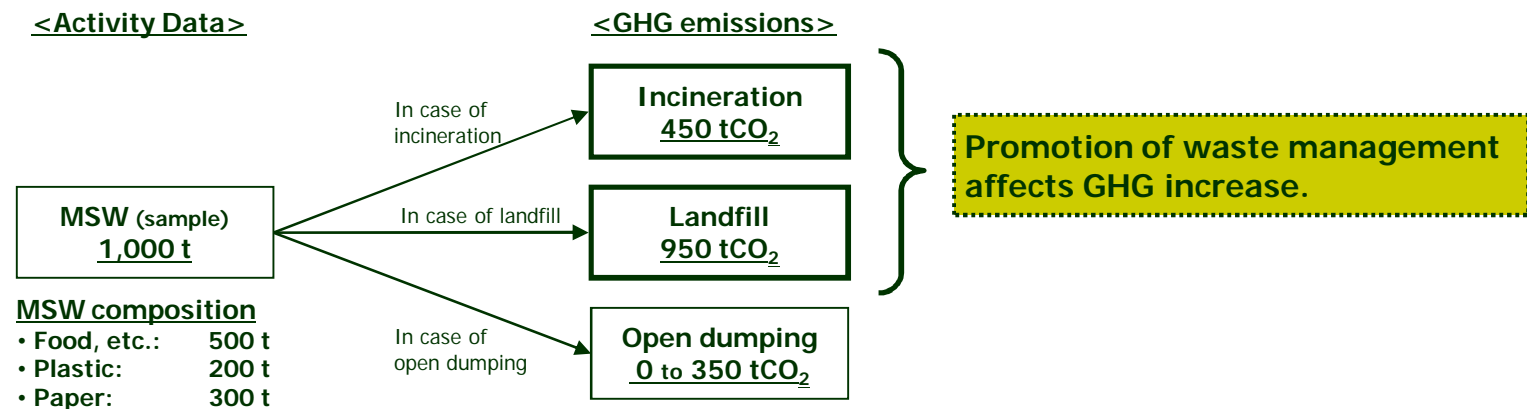 <Activity Data>
<GHG emissions>
In case of
incineration
Incineration
450 tCO₂
Promotion of waste management
affects GHG increase.
MSW (sample)
1,000 t
In case of landfill
Landfill
950 tCO₂
MSW composition
• Food, etc.: 500 t
• Plastic: 200 t
• Paper: 300 t
In case of
open dumping
Open dumping
0 to 350 tCO₂